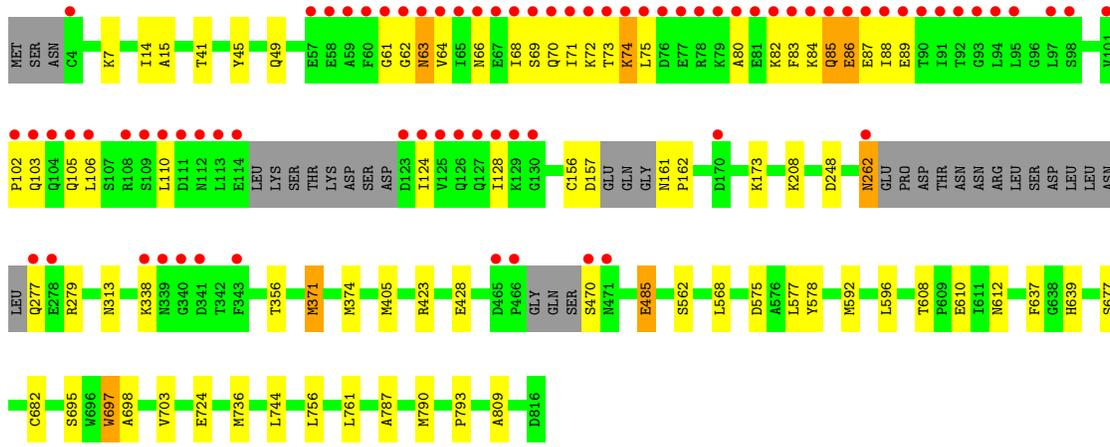 MET SER ASN C4 K7 I14 A15 T41 Y45 Q49 E57 E58 A59 F60 G61 G62 N63 V64 I65 N66 E67 I68 S69 Q70 I71 K72 T73 K74 L75 D76 E77 R78 K79 A80 E81 K82 F83 K84 Q85 E86 E87 I88 E89 T90 I91 T92 G93 L94 L95 G96 L97 S98 V101
P102 Q103 Q104 Q105 L106 S107 R108 S109 L110 D111 N112 L113 E114 LEU LYS SER THR LYS ASP SER ASP D123 I124 V125 Q126 Q127 I128 K129 G130 C156 D157 GLU GLN GLY N161 P162 D170 K173 K208 D248 N262 GLU PRO ASP THR ASN ASN ARG LEU SER ASP LEU LEU ASN
LEU Q277 E278 R279 N313 K338 N339 G340 D341 T342 F343 T356 M371 M374 M405 R423 E428 D465 P466 GLY GLN SER S470 N471 E485 S562 L568 D575 A576 L577 Y578 M592 L596 T608 P609 E610 I611 N612 F637 G638 H639 S677
C682 S695 W696 W697 A698 V703 E724 M736 L744 L756 L761 A787 M790 P793 A809 D816